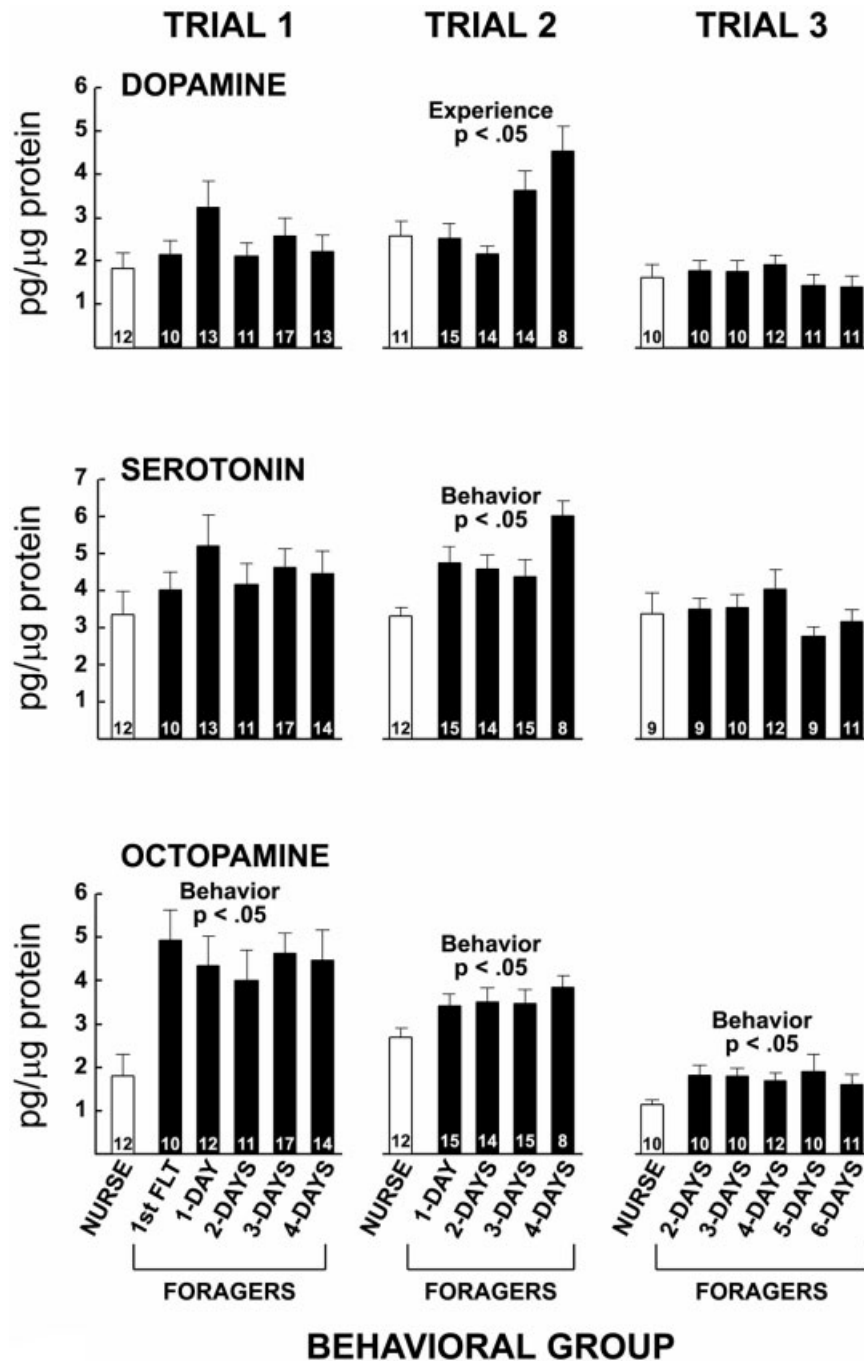 TRIAL 1 TRIAL 2 TRIAL 3
DOPAMINE
Experience
p < .05
pg/µg protein
6
5
4
3
2
1
12 10 13 11 17 13
11 15 14 14 8
10 10 10 12 11 11
SEROTONIN
Behavior
p < .05
pg/µg protein
7
6
5
4
3
2
1
12 10 13 11 17 14
12 15 14 15 8
9 9 10 12 9 11
OCTOPAMINE
Behavior
p < .05
Behavior
p < .05
Behavior
p < .05
pg/µg protein
6
5
4
3
2
1
12 10 12 11 17 14
12 15 14 15 8
10 10 10 12 10 11
NURSE 1st FLT 1-DAY 2-DAYS 3-DAYS 4-DAYS
NURSE 1-DAY 2-DAYS 3-DAYS 4-DAYS
NURSE 2-DAYS 3-DAYS 4-DAYS 5-DAYS 6-DAYS
FORAGERS FORAGERS FORAGERS
BEHAVIORAL GROUP